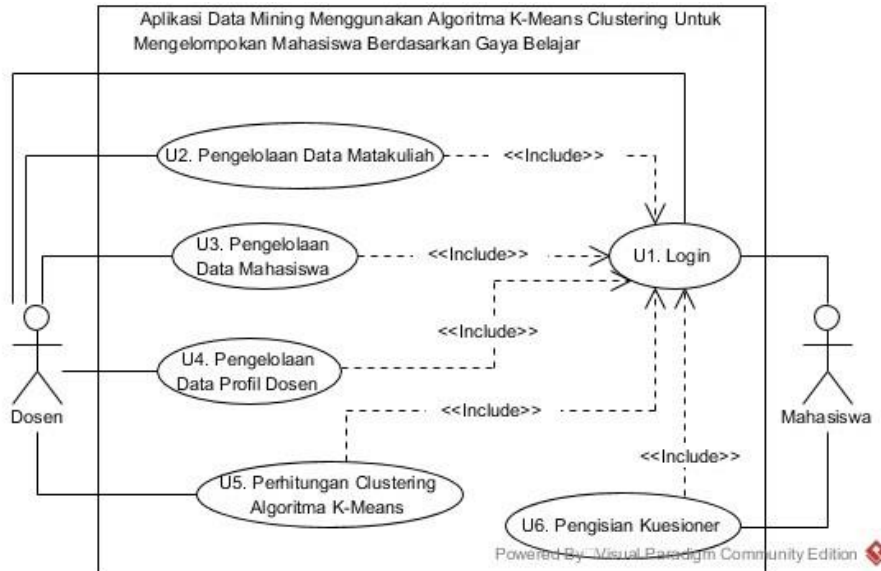 Aplikasi Data Mining Menggunakan Algoritma K-Means Clustering Untuk
Mengelompokan Mahasiswa Berdasarkan Gaya Belajar
U2. Pengelolaan Data Matakuliah
<<Include>>
U3. Pengelolaan
Data Mahasiswa
<<Include>>
U1. Login
U4. Pengelolaan
Data Profil Dosen
<<Include>>
Dosen
Mahasiswa
<<Include>>
U5. Perhitungan Clustering
Algoritma K-Means
<<Include>>
U6. Pengisian Kuesioner
Powered By Visual Paradigm Community Edition